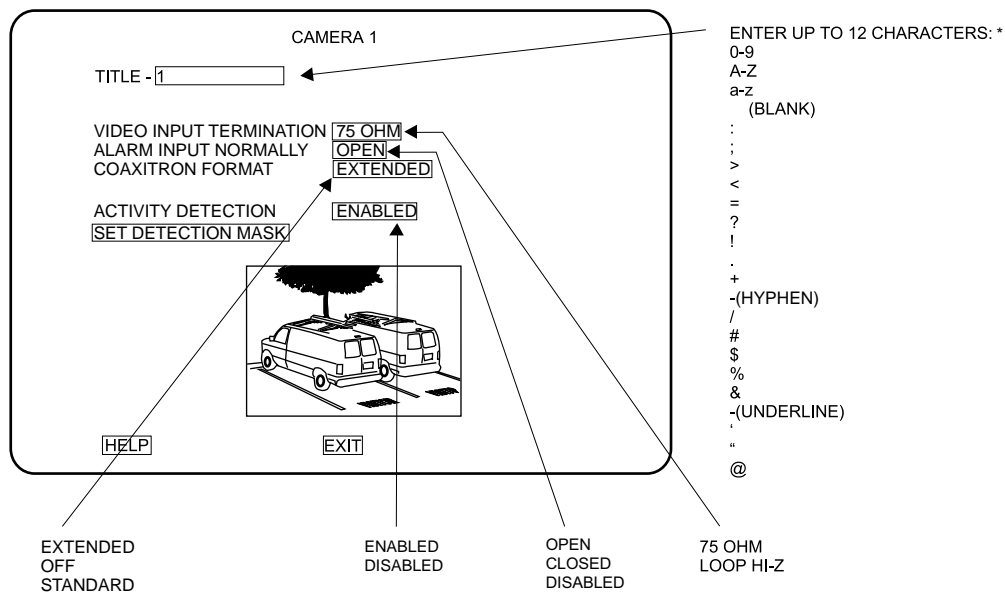 CAMERA 1
TITLE - 1
VIDEO INPUT TERMINATION 75 OHM
ALARM INPUT NORMALLY OPEN
COAXITRON FORMAT EXTENDED
ACTIVITY DETECTION ENABLED
SET DETECTION MASK
HELP EXIT
ENTER UP TO 12 CHARACTERS: *
0-9
A-Z
a-z
(BLANK)
:
;
>
<
=
?
!
.
+
-(HYPHEN)
/
#
$
%
&
-(UNDERLINE)
‘
“
@
EXTENDED
OFF
STANDARD
ENABLED
DISABLED
OPEN
CLOSED
DISABLED
75 OHM
LOOP HI-Z